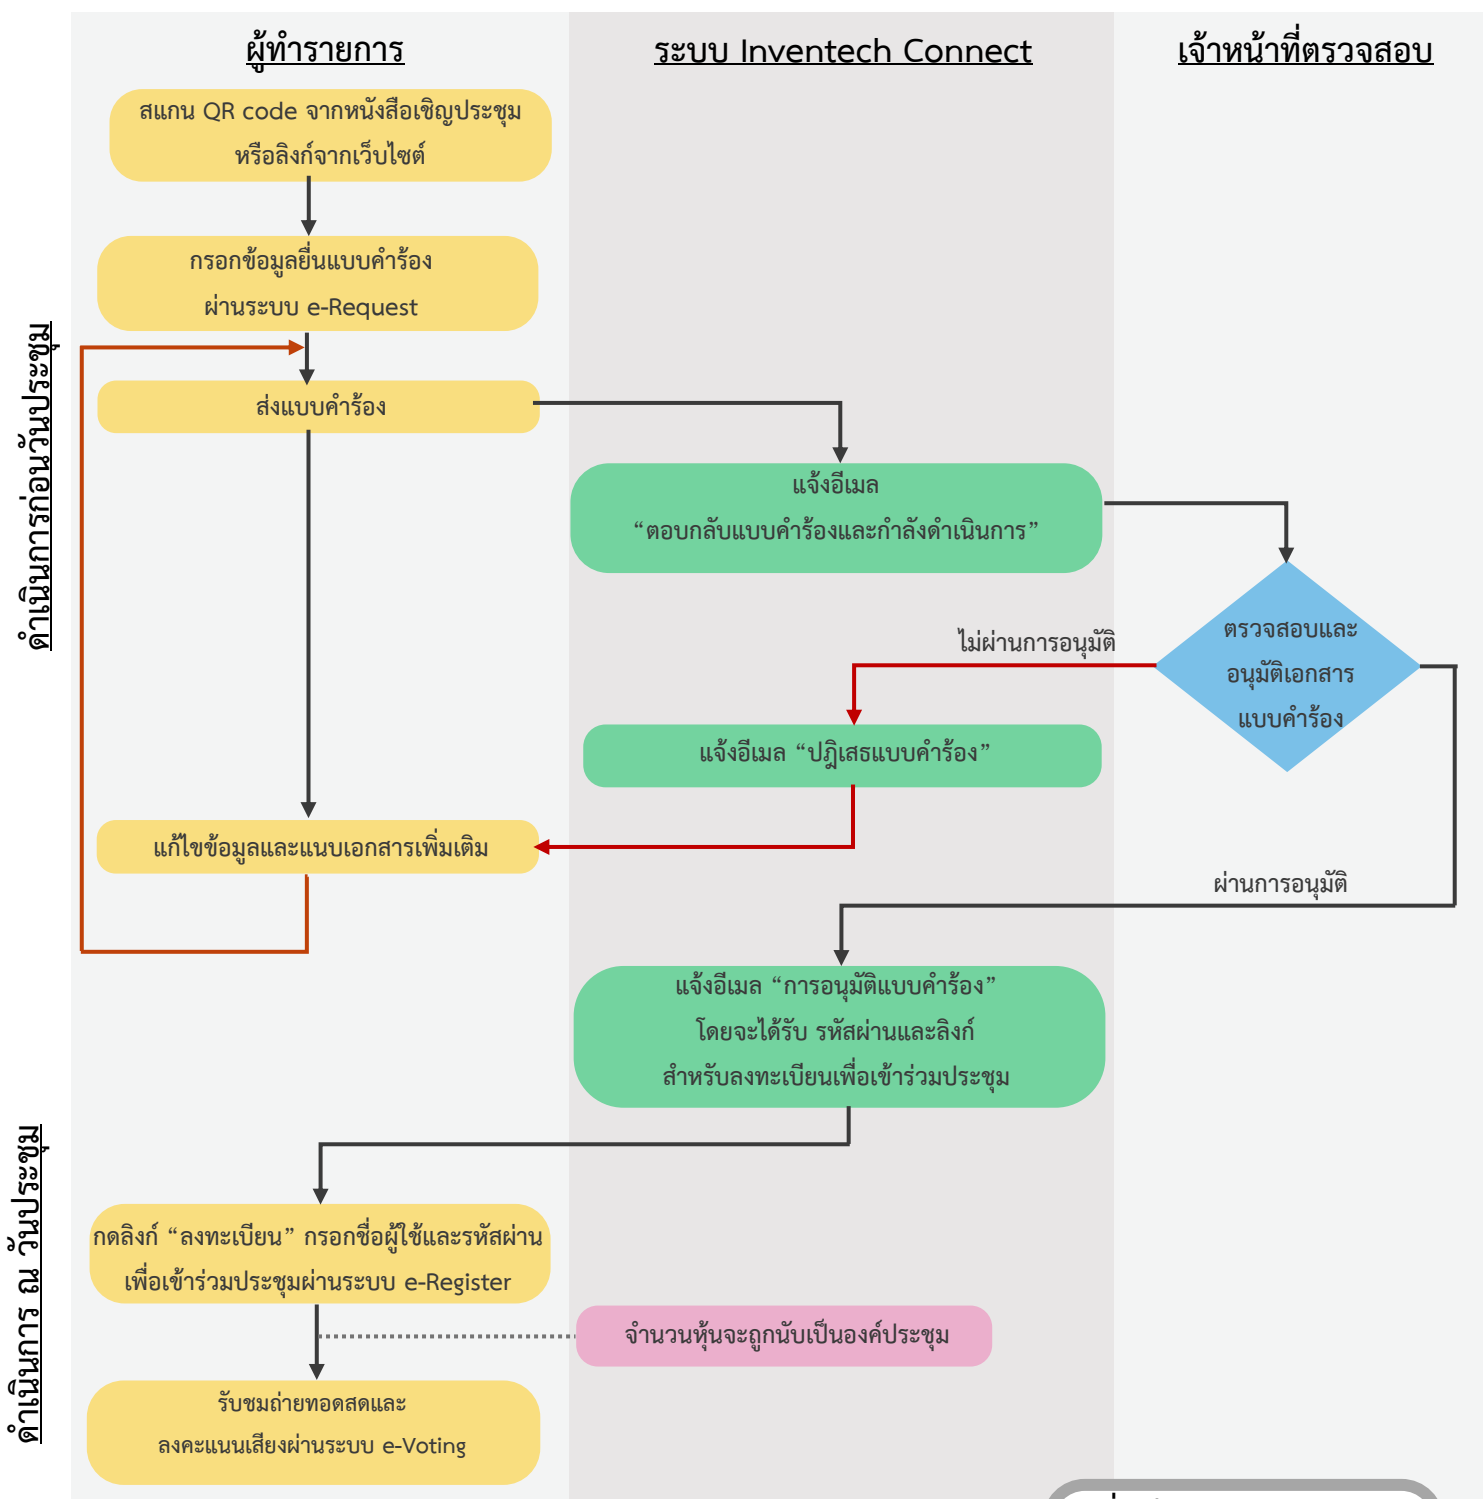 ผู้ทำรายการ
ระบบ Inventech Connect
เจ้าหน้าที่ตรวจสอบ
ดำเนินการก่อนวันประชุม
สแกน QR code จากหนังสือเชิญประชุม
หรือลิงก์จากเว็บไซต์
กรอกข้อมูลยื่นแบบคำร้อง
ผ่านระบบ e-Request
ส่งแบบคำร้อง
แจ้งอีเมล
“ตอบกลับแบบคำร้องและกำลังดำเนินการ”
ตรวจสอบและ
อนุมัติเอกสาร
แบบคำร้อง
ไม่ผ่านการอนุมัติ
แจ้งอีเมล “ปฎิเสธแบบคำร้อง”
แก้ไขข้อมูลและแนบเอกสารเพิ่มเติม
ผ่านการอนุมัติ
แจ้งอีเมล “การอนุมัติแบบคำร้อง”
โดยจะได้รับ รหัสผ่านและลิงก์
สำหรับลงทะเบียนเพื่อเข้าร่วมประชุม
ดำเนินการ ณ วันประชุม
กดลิงก์ “ลงทะเบียน” กรอกชื่อผู้ใช้และรหัสผ่าน
เพื่อเข้าร่วมประชุมผ่านระบบ e-Register
จำนวนหุ้นจะถูกนับเป็นองค์ประชุม
รับชมถ่ายทอดสดและ
ลงคะแนนเสียงผ่านระบบ e-Voting